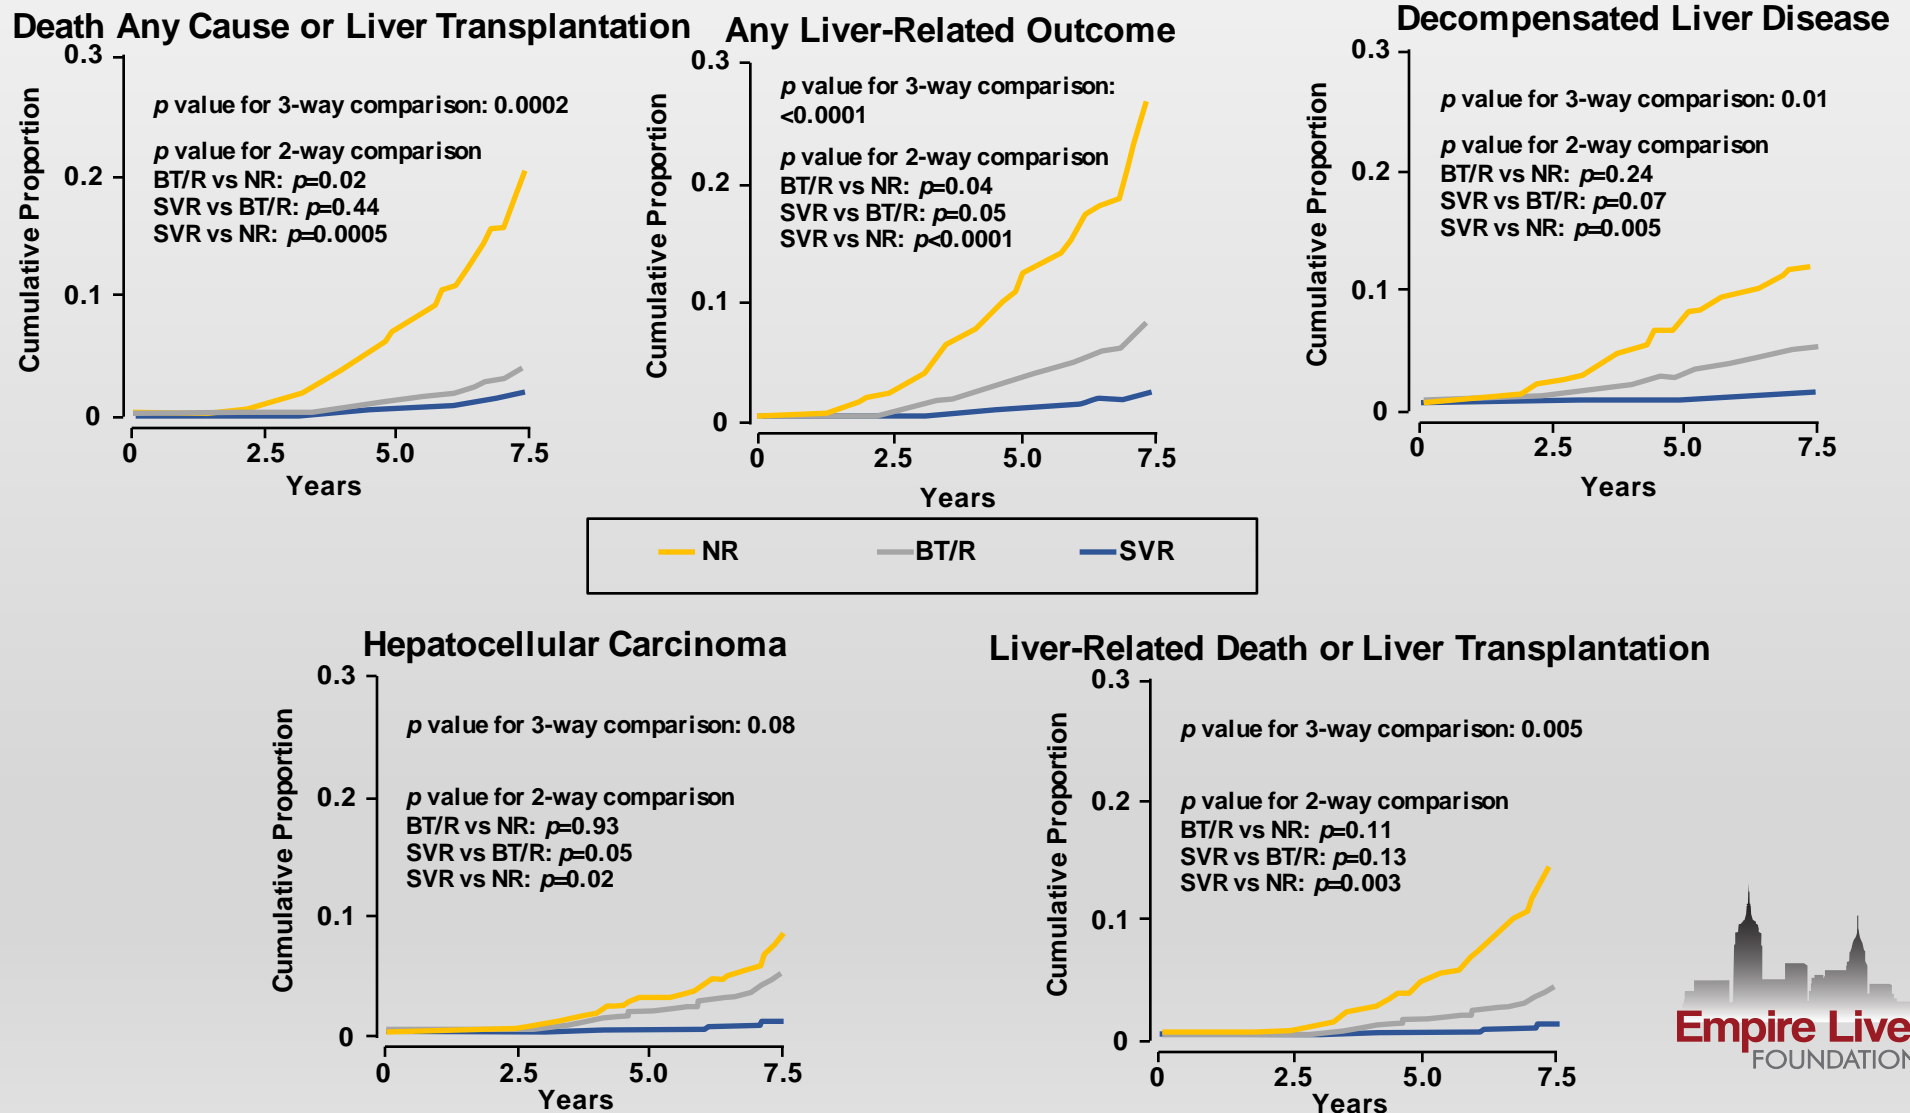 Death Any Cause or Liver Transplantation
0.3
0.2
0.1
0
Cumulative Proportion
p value for 3-way comparison: 0.0002
p value for 2-way comparison
BT/R vs NR: p=0.02
SVR vs BT/R: p=0.44
SVR vs NR: p=0.0005
0 2.5 5.0 7.5
Years
Any Liver-Related Outcome
0.3
0.2
0.1
0
Cumulative Proportion
p value for 3-way comparison:
<0.0001
p value for 2-way comparison
BT/R vs NR: p=0.04
SVR vs BT/R: p=0.05
SVR vs NR: p<0.0001
0 2.5 5.0 7.5
Years
Decompensated Liver Disease
0.3
0.2
0.1
0
Cumulative Proportion
p value for 3-way comparison: 0.01
p value for 2-way comparison
BT/R vs NR: p=0.24
SVR vs BT/R: p=0.07
SVR vs NR: p=0.005
0 2.5 5.0 7.5
Years
NR BT/R SVR
Hepatocellular Carcinoma
0.3
0.2
0.1
0
Cumulative Proportion
p value for 3-way comparison: 0.08
p value for 2-way comparison
BT/R vs NR: p=0.93
SVR vs BT/R: p=0.05
SVR vs NR: p=0.02
0 2.5 5.0 7.5
Years
Liver-Related Death or Liver Transplantation
0.3
0.2
0.1
0
Cumulative Proportion
p value for 3-way comparison: 0.005
p value for 2-way comparison
BT/R vs NR: p=0.11
SVR vs BT/R: p=0.13
SVR vs NR: p=0.003
0 2.5 5.0 7.5
Years
Empire Live
FOUNDATION